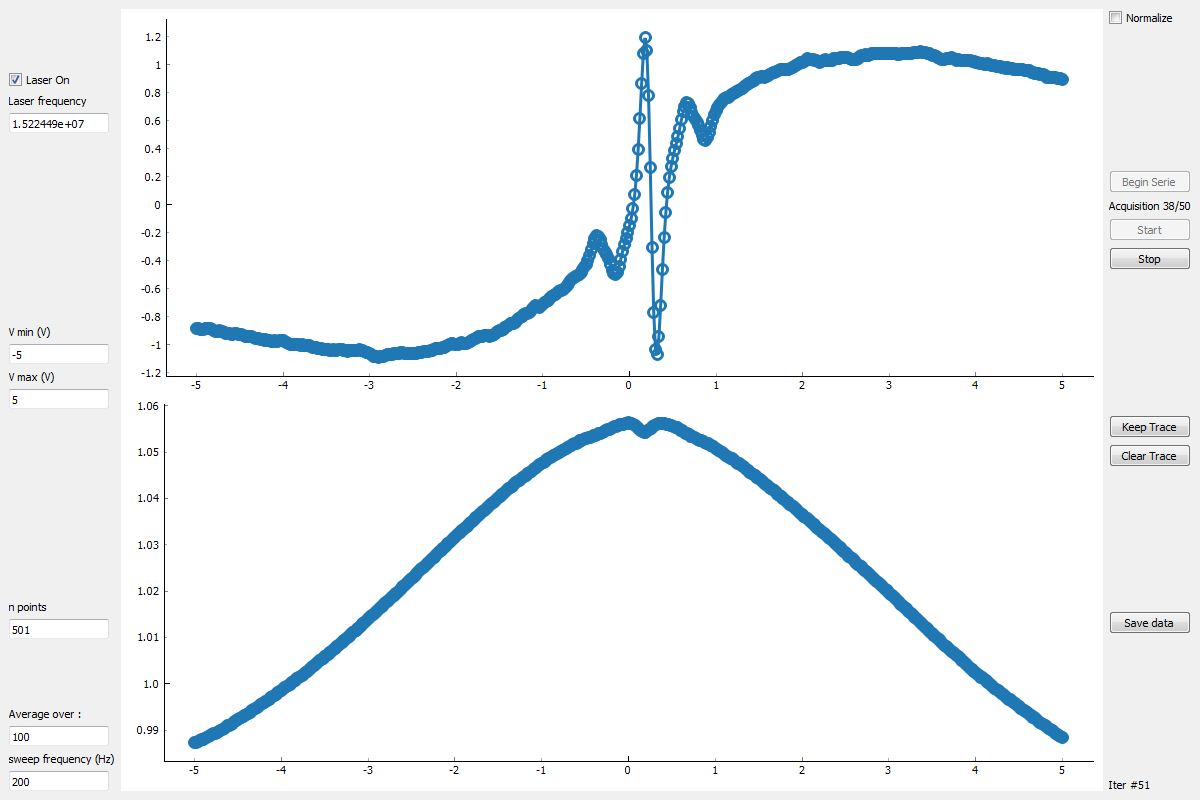 Laser On
Laser frequency
1.522449e+07
V min (V)
-5
V max (V)
5
n points
501
Average over :
100
sweep frequency (Hz)
200
1.2
1
0.8
0.6
0.4
0.2
0
-0.2
-0.4
-0.6
-0.8
-1
-1.2
-5 -4 -3 -2 -1 0 1 2 3 4 5
1.06
1.05
1.04
1.03
1.02
1.01
1.0
0.99
-5 -4 -3 -2 -1 0 1 2 3 4 5
Normalize
Begin Serie
Acquisition 38/50
Start
Stop
Keep Trace
Clear Trace
Save data
Iter #51